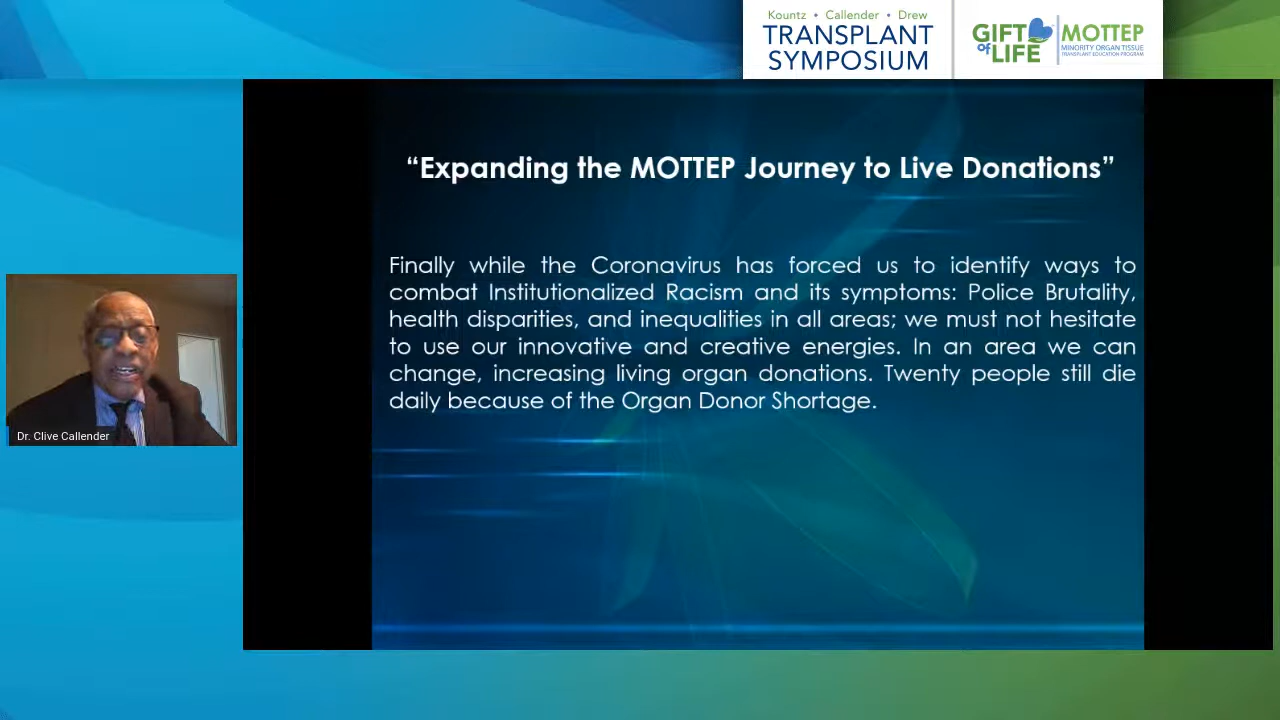 Kountz • Callender • Drew
TRANSPLANT
SYMPOSIUM
GIFT
of LIFE
MOTTEP
MINORITY ORGAN TISSUE
TRANSPLANT EDUCATION PROGRAM
“Expanding the MOTTEP Journey to Live Donations”
Finally while the Coronavirus has forced us to identify ways to
combat Institutionalized Racism and its symptoms: Police Brutality,
health disparities, and inequalities in all areas; we must not hesitate
to use our innovative and creative energies. In an area we can
change, increasing living organ donations. Twenty people still die
daily because of the Organ Donor Shortage.
Dr. Clive Callender